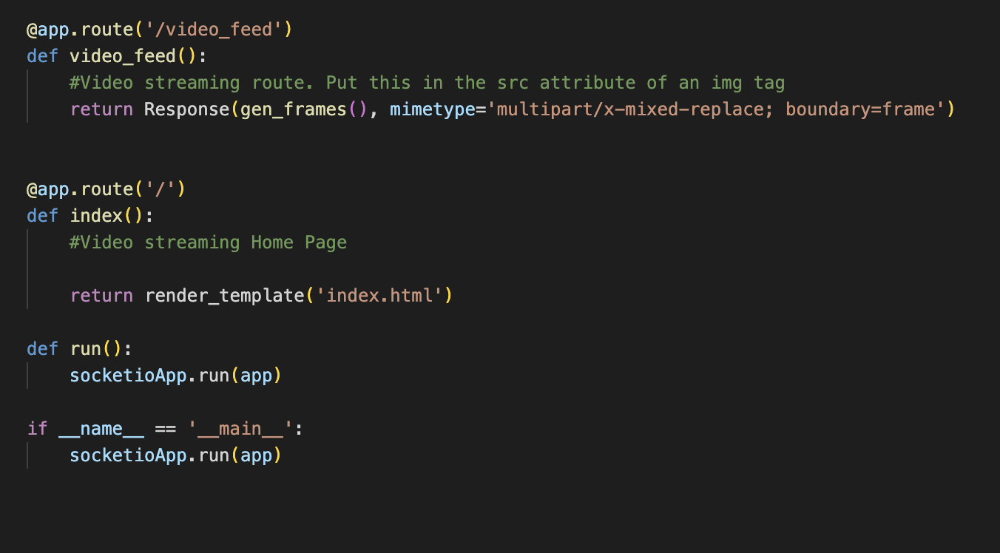 @app.route('/video_feed')
def video_feed():
    #Video streaming route. Put this in the src attribute of an img tag
    return Response(gen_frames(), mimetype='multipart/x-mixed-replace; boundary=frame')
@app.route('/')
def index():
    #Video streaming Home Page
    return render_template('index.html')
def run():
    socketioApp.run(app)
if __name__ == '__main__':
    socketioApp.run(app)